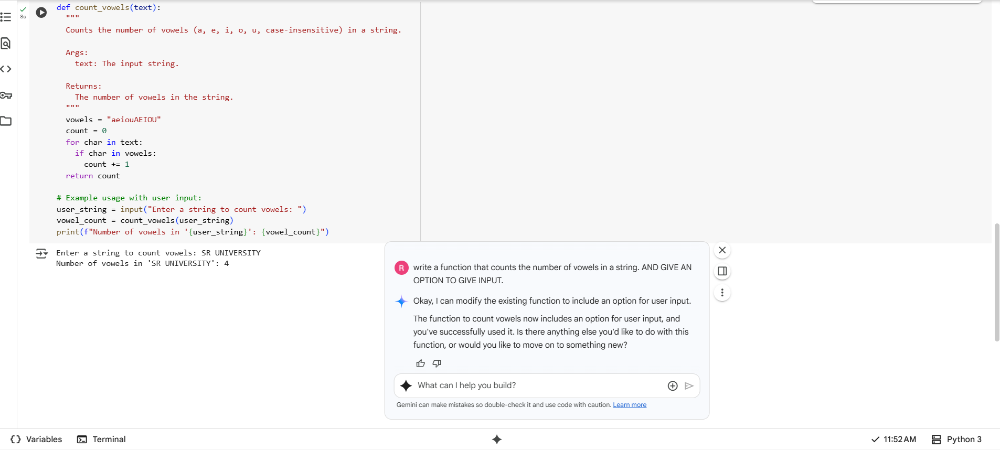 8s
def count_vowels(text):
"""
Counts the number of vowels (a, e, i, o, u, case-insensitive) in a string.
Args:
text: The input string.
Returns:
The number of vowels in the string.
"""
vowels = "aeiouAEIOU"
count = 0
for char in text:
if char in vowels:
count += 1
return count
# Example usage with user input:
user_string = input("Enter a string to count vowels: ")
vowel_count = count_vowels(user_string)
print(f"Number of vowels in '{user_string}': {vowel_count}")
Enter a string to count vowels: SR UNIVERSITY
Number of vowels in 'SR UNIVERSITY': 4
R
write a function that counts the number of vowels in a string. AND GIVE AN
OPTION TO GIVE INPUT.
Okay, I can modify the existing function to include an option for user input.
The function to count vowels now includes an option for user input, and
you've successfully used it. Is there anything else you'd like to do with this
function, or would you like to move on to something new?
What can I help you build?
Gemini can make mistakes so double-check it and use code with caution. Learn more
{} Variables
Terminal
11:52 AM
Python 3